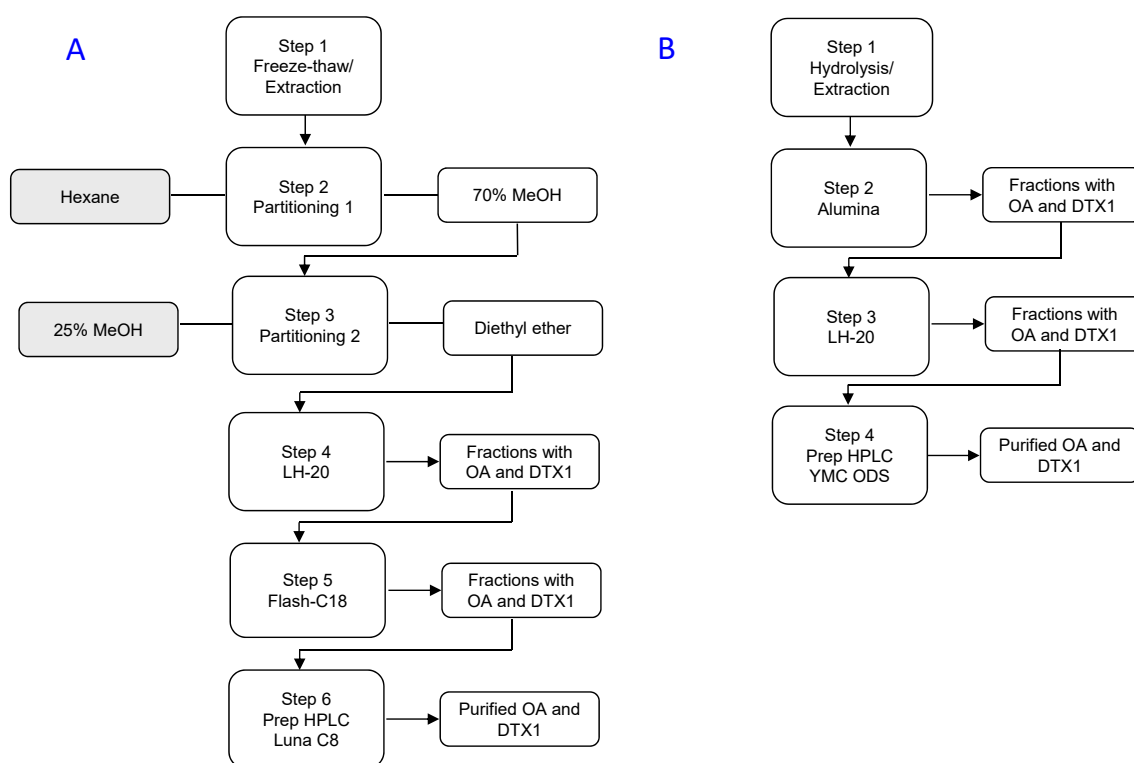 A
Step 1
Freeze-thaw/
Extraction
Hexane
Step 2
Partitioning 1
70% MeOH
25% MeOH
Step 3
Partitioning 2
Diethyl ether
Step 4
LH-20
Fractions with
OA and DTX1
Step 5
Flash-C18
Fractions with
OA and DTX1
Step 6
Prep HPLC
Luna C8
Purified OA and
DTX1
B
Step 1
Hydrolysis/
Extraction
Step 2
Alumina
Fractions with
OA and DTX1
Step 3
LH-20
Fractions with
OA and DTX1
Step 4
Prep HPLC
YMC ODS
Purified OA and
DTX1